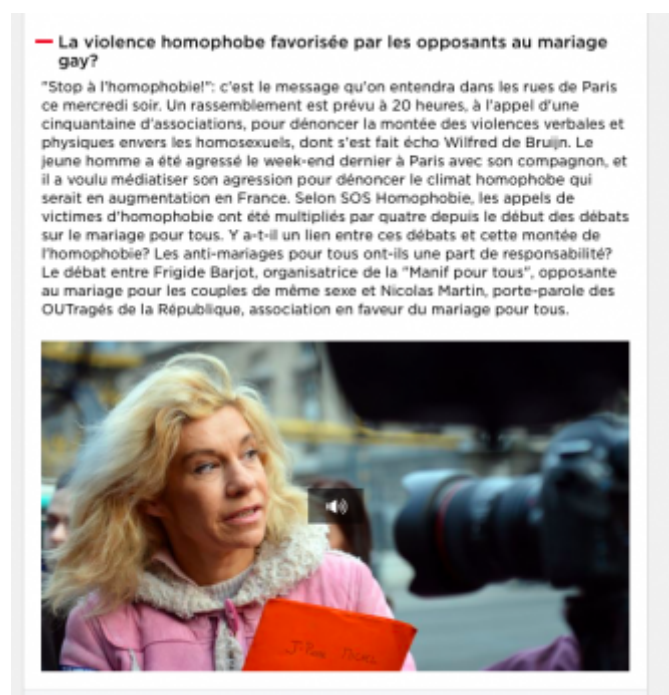 La violence homophobe favorisée par les opposants au mariage
gay?
"Stop à l'homophobie!": c'est le message qu'on entendra dans les rues de Paris
ce mercredi soir. Un rassemblement est prévu à 20 heures, à l'appel d'une
cinquantaine d'associations, pour dénoncer la montée des violences verbales et
physiques envers les homosexuels, dont s'est fait écho Wilfred de Bruijn. Le
jeune homme a été agressé le week-end dernier à Paris avec son compagnon, et
il a voulu médiatiser son agression pour dénoncer le climat homophobe qui
serait en augmentation en France. Selon SOS Homophobie, les appels de
victimes d'homophobie ont été multipliés par quatre depuis le début des débats
sur le mariage pour tous. Y a-t-il un lien entre ces débats et cette montée de
l'homophobie? Les anti-mariages pour tous ont-ils une part de responsabilité?
Le débat entre Frigide Barjot, organisatrice de la "Manif pour tous", opposante
au mariage pour les couples de même sexe et Nicolas Martin, porte-parole des
OUTragés de la République, association en faveur du mariage pour tous.